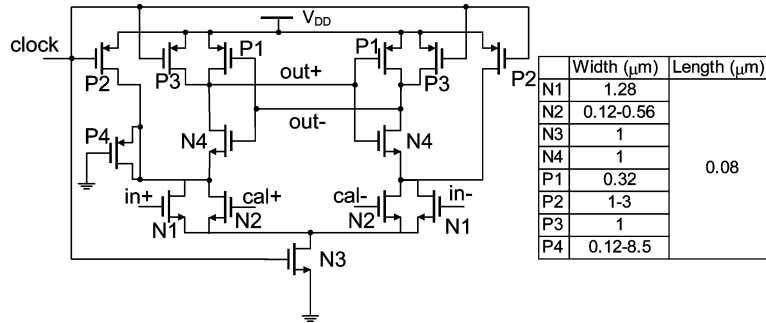 V_DD
clock
P1
P1
P2
P3
out+
P3
P2
out-
P4
N4
N4
in+
cal+
cal-
in-
N1
N2
N2
N1
N3
Width (μm) Length (μm)
N1 1.28
N2 0.12-0.56
N3 1
N4 1
0.08
P1 0.32
P2 1-3
P3 1
P4 0.12-8.5